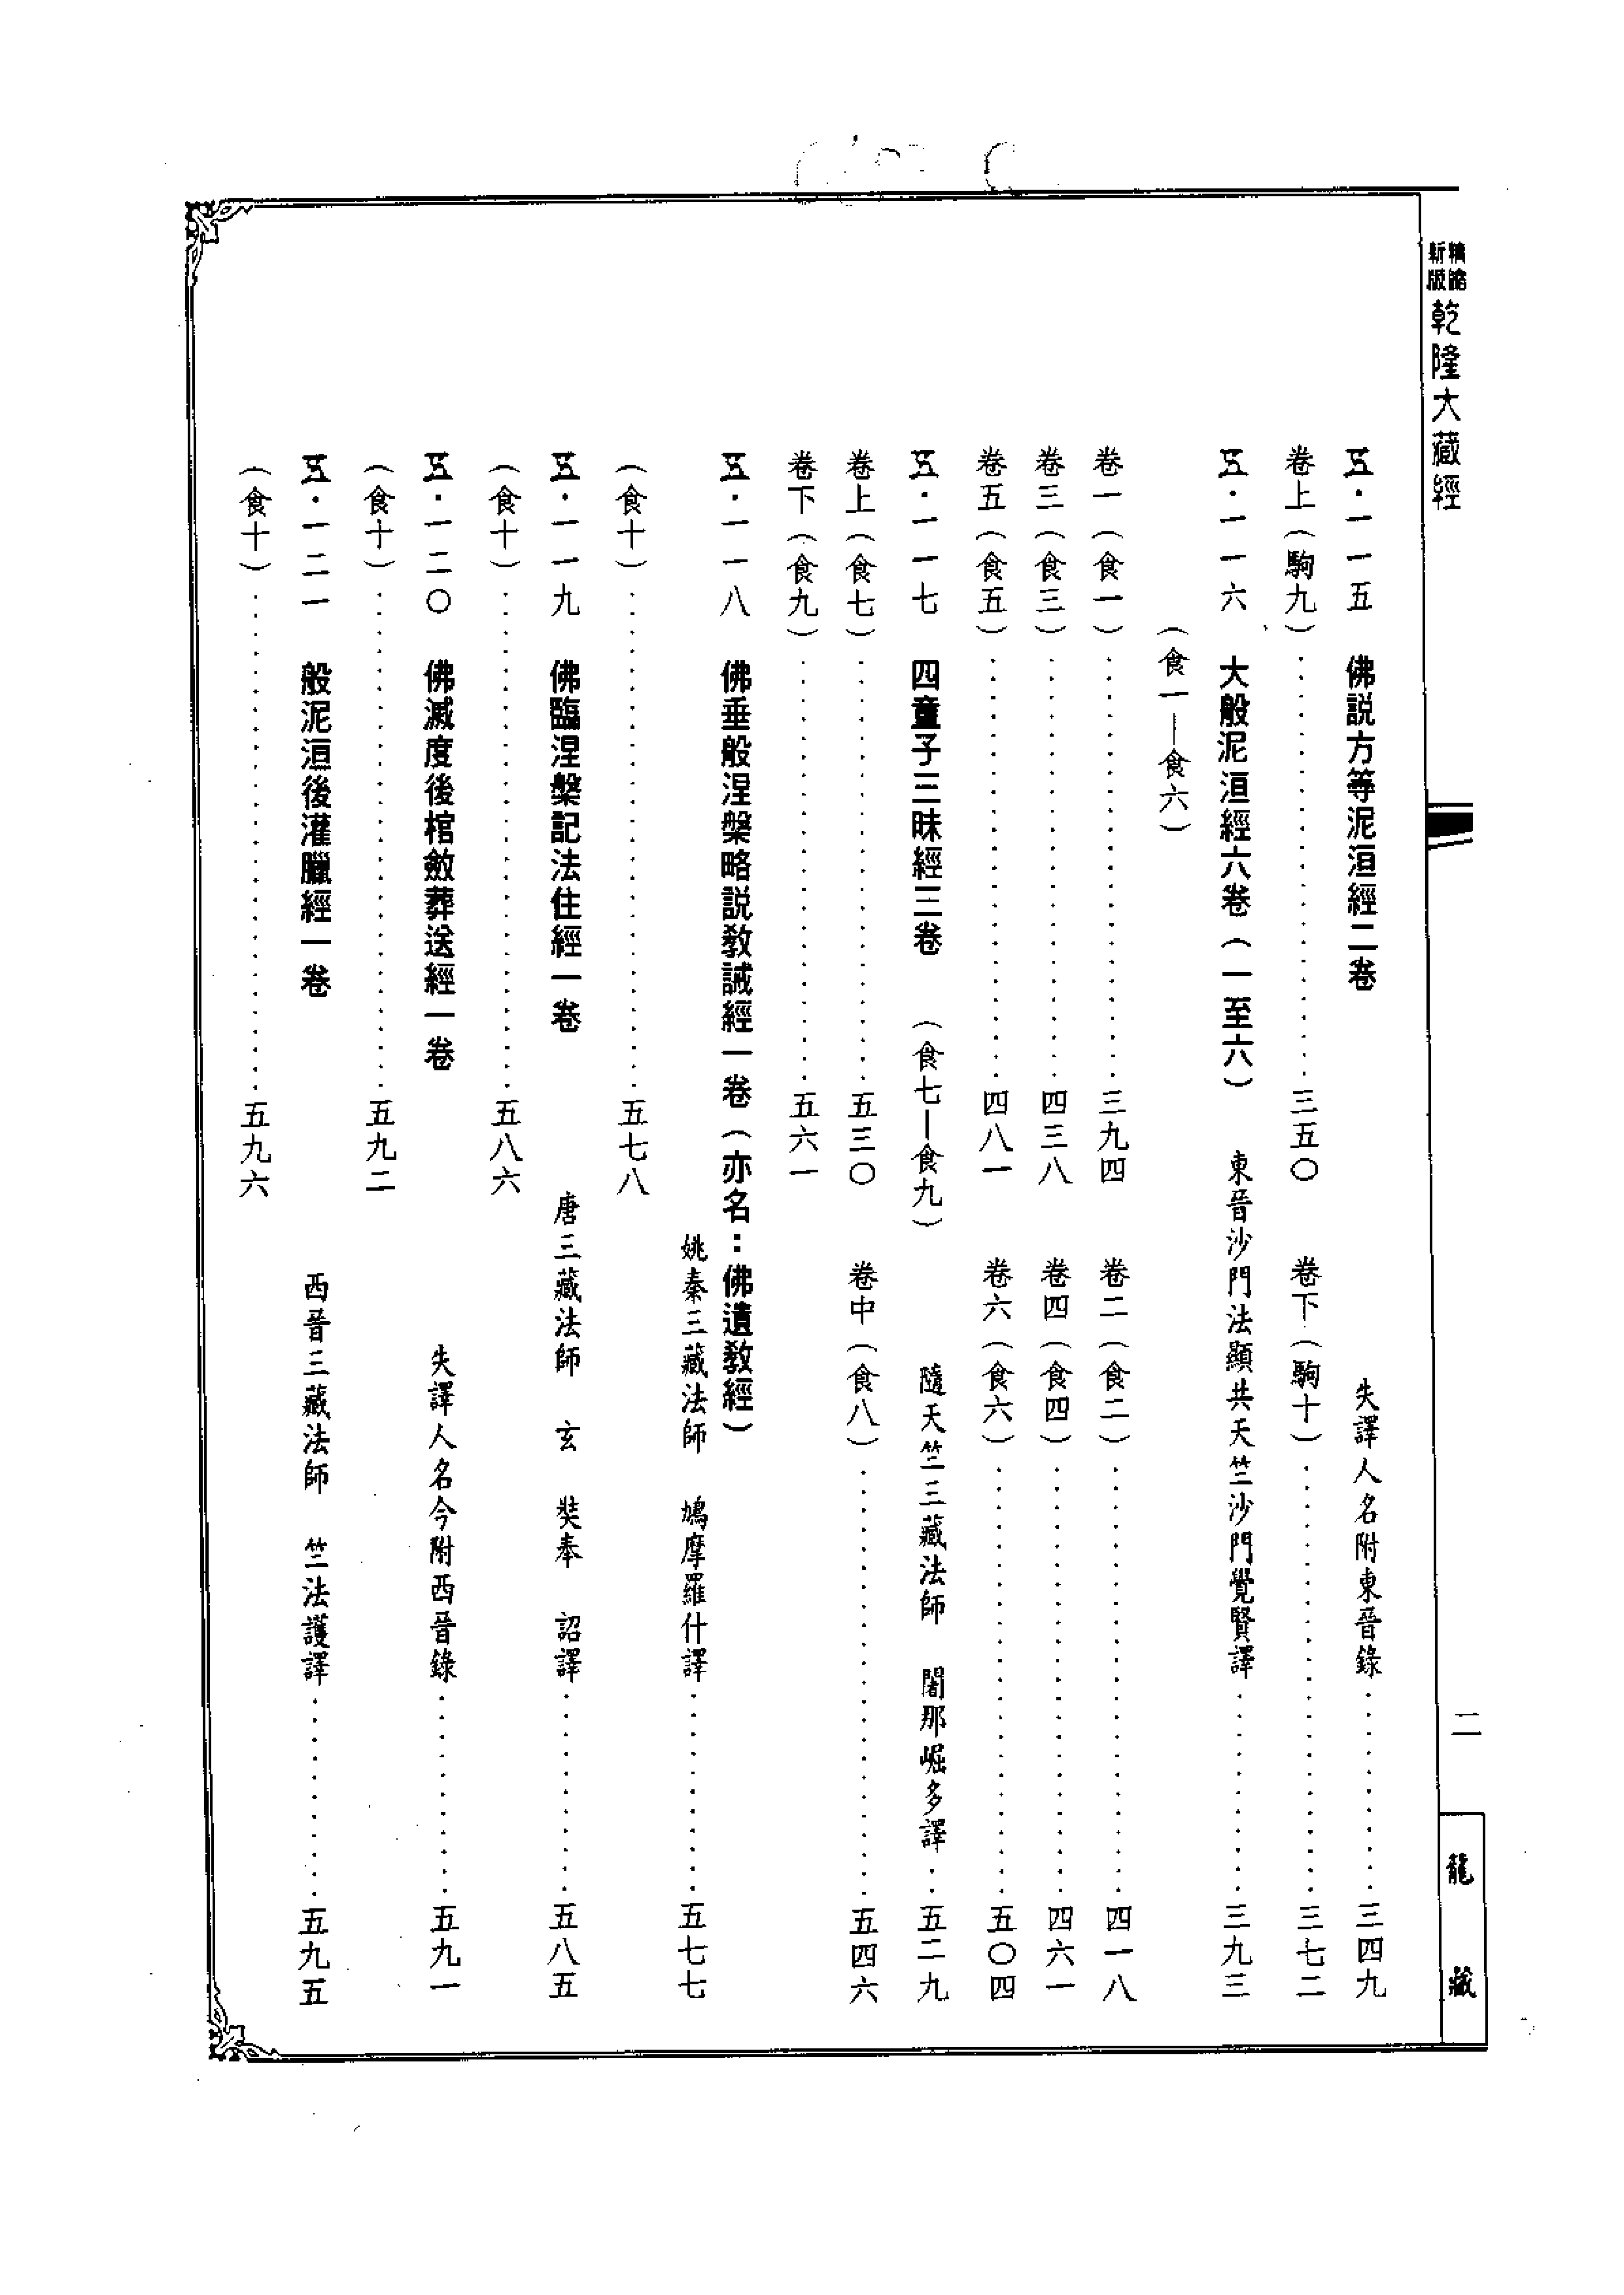 新版
乾隆大藏經
二
龍藏
五·一一五　佛説方等泥洹經二卷　失譯人名附東晉錄……三四九
卷上（駒九）……三五〇　卷下（駒十）……三七二
五·一一六　大般泥洹經六卷（一至六）　東晉沙門法顯共天竺沙門覺賢譯……三九三
（食一—食六）
卷一（食一）……三九四　卷二（食二）……四一八
卷三（食三）……四三八　卷四（食四）……四六一
卷五（食五）……四八一　卷六（食六）……五〇四
五·一一七　四童子三昧經三卷　（食七—食九）　隨天竺三藏法師　闍那崛多譯……五二九
卷上（食七）……五三〇　卷中（食八）……五四六
卷下（食九）……五六一
五·一一八　佛垂般涅槃略説敎誡經一卷（亦名：佛遺敎經）
姚秦三藏法師　鳩摩羅什譯……五七七
（食十）……五七八
五·一一九　佛臨涅槃記法住經一卷　唐三藏法師　玄　奘奉　詔譯……五八五
（食十）……五八六
五·一二〇　佛滅度後棺斂葬送經一卷　失譯人名今附西晉錄……五九一
（食十）……五九二
五·一二一　般泥洹後灌臘經一卷　西晉三藏法師　竺法護譯……五九五
（食十）……五九六